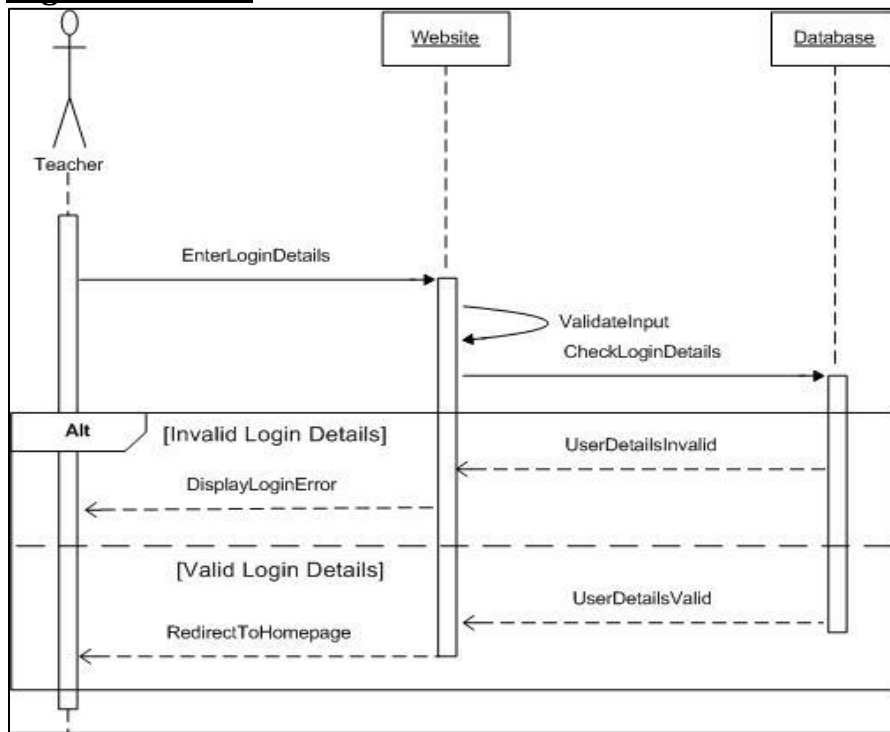 Website
Database
Teacher
EnterLoginDetails
ValidateInput
CheckLoginDetails
Alt
[Invalid Login Details]
UserDetailsInvalid
DisplayLoginError
[Valid Login Details]
UserDetailsValid
RedirectToHomepage